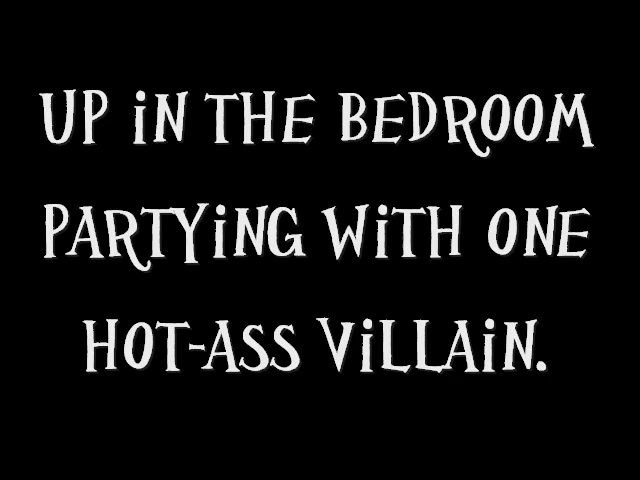 UP iN THE BEDROOM
PARTYiNG WiTH ONE
HOT-ASS ViLLAiN.